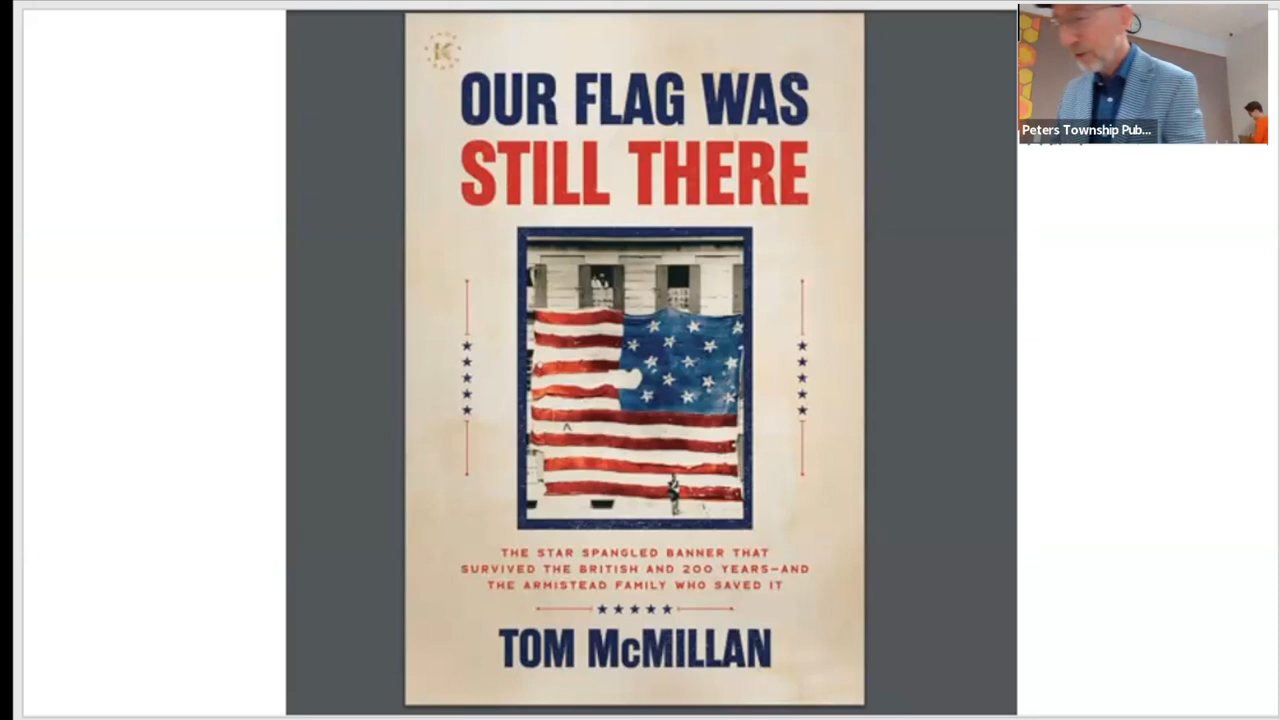 OUR FLAG WAS
STILL THERE
THE STAR SPANGLED BANNER THAT
SURVIVED THE BRITISH AND 200 YEARS—AND
THE ARMISTEAD FAMILY WHO SAVED IT
TOM McMILLAN
Peters Township Pub...